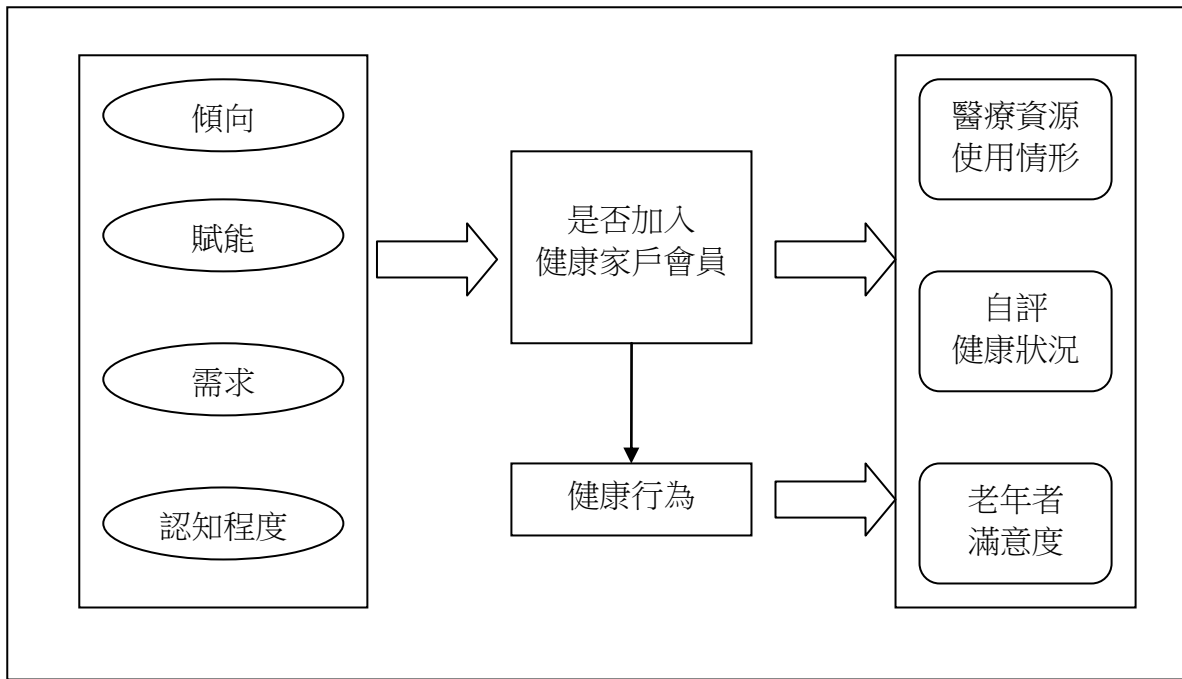 傾向
賦能
需求
認知程度
是否加入
健康家戶會員
健康行為
醫療資源
使用情形
自評
健康狀況
老年者
滿意度